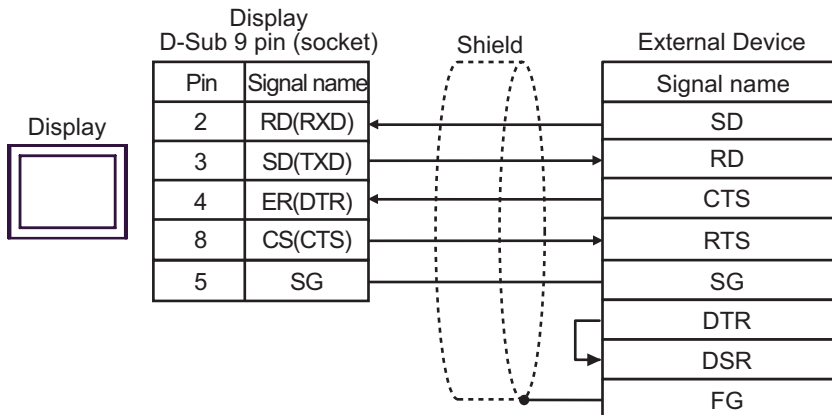 Display
D-Sub 9 pin (socket)
Shield
External Device
Pin Signal name
Signal name
Display
2 RD(RXD) SD
3 SD(TXD) RD
4 ER(DTR) CTS
8 CS(CTS) RTS
5 SG SG
DTR
DSR
FG